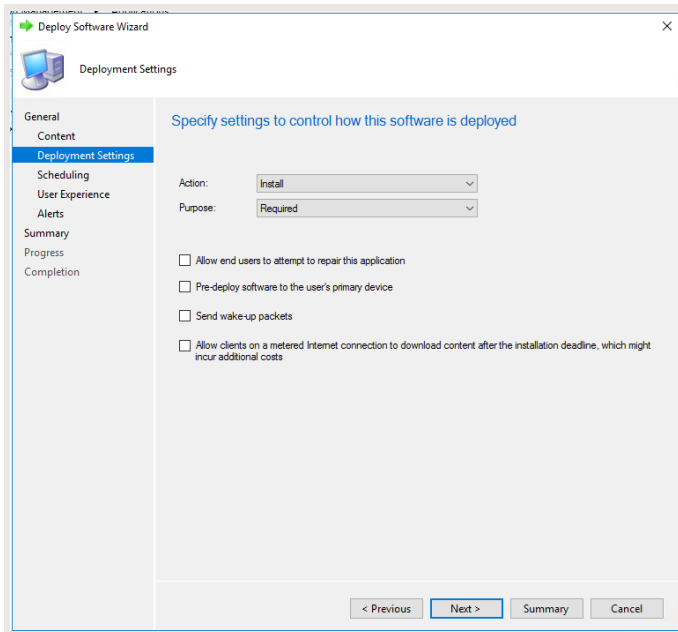 Deploy Software Wizard
Deployment Settings
General
Content
Deployment Settings
Scheduling
User Experience
Alerts
Summary
Progress
Completion
Specify settings to control how this software is deployed
Action: Install
Purpose: Required
Allow end users to attempt to repair this application
Pre-deploy software to the user's primary device
Send wake-up packets
Allow clients on a metered Internet connection to download content after the installation deadline, which might
incur additional costs
< Previous Next > Summary Cancel